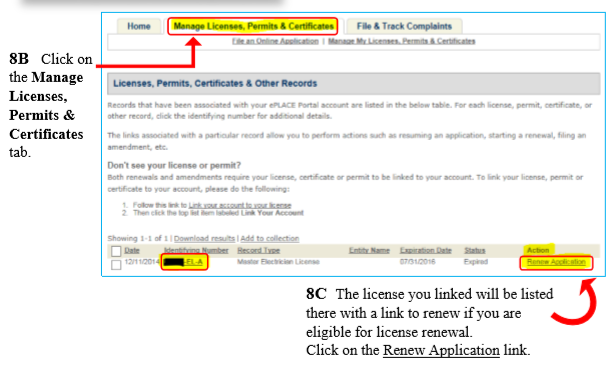 Home Manage Licenses, Permits & Certificates File & Track Complaints
File an Online Application | Manage My Licenses, Permits & Certificates
8B Click on
the Manage
Licenses,
Permits &
Certificates
tab.
Licenses, Permits, Certificates & Other Records
Records that have been associated with your ePLACE Portal account are listed in the below table. For each license, permit, certificate, or
other record, click the identifying number for additional details.
The links associated with a particular record allow you to perform actions such as resuming an application, starting a renewal, filing an
amendment, etc.
Don't see your license or permit?
Both renewals and amendments require your license, certificate or permit to be linked to your account. To link your license, permit or
certificate to your account, please do the following:
1. Follow this link to Link your account to your license
2. Then click the top list item labeled Link Your Account
Showing 1-1 of 1 | Download results | Add to collection
Date Identifying Number Record Type Entity Name Expiration Date Status Action
12/11/2014 -EL-A Master Electrician License 07/31/2016 Expired Renew Application
8C The license you linked will be listed
there with a link to renew if you are
eligible for license renewal.
Click on the Renew Application link.